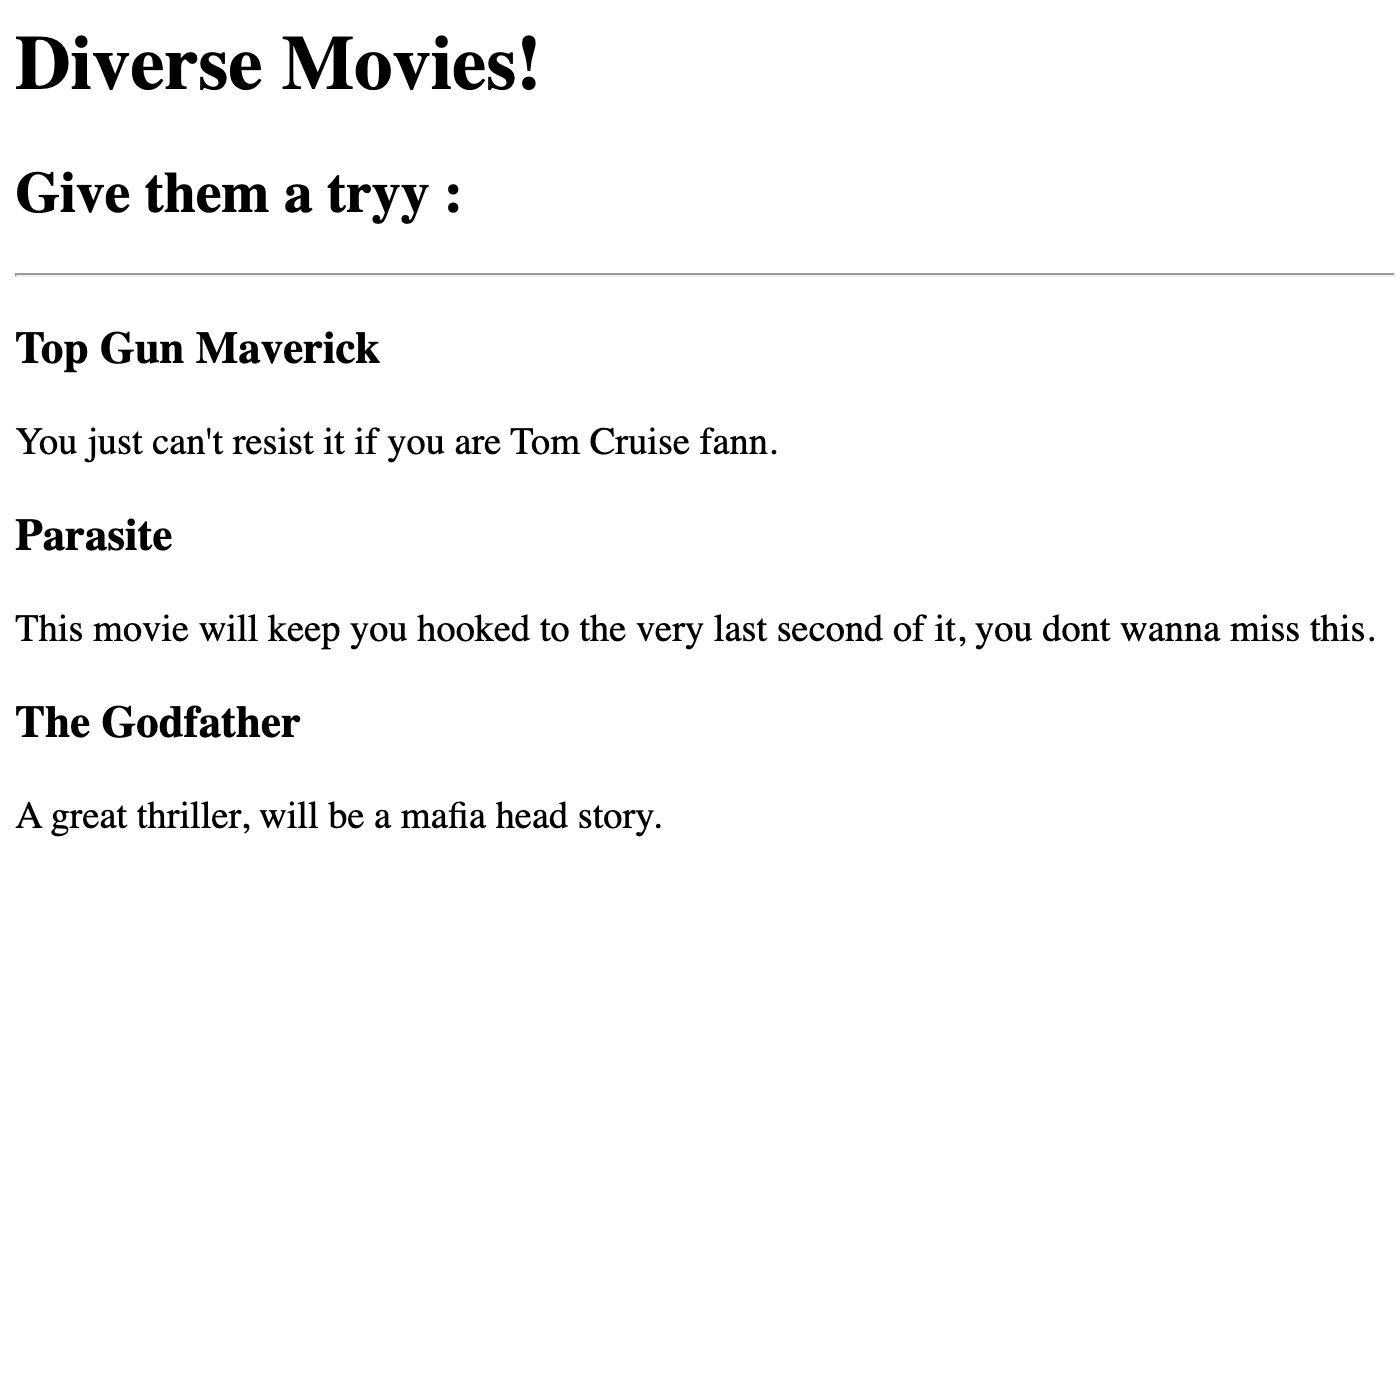 Diverse Movies!
Give them a tryy :
Top Gun Maverick
You just can't resist it if you are Tom Cruise fann.
Parasite
This movie will keep you hooked to the very last second of it, you dont wanna miss this.
The Godfather
A great thriller, will be a mafia head story.